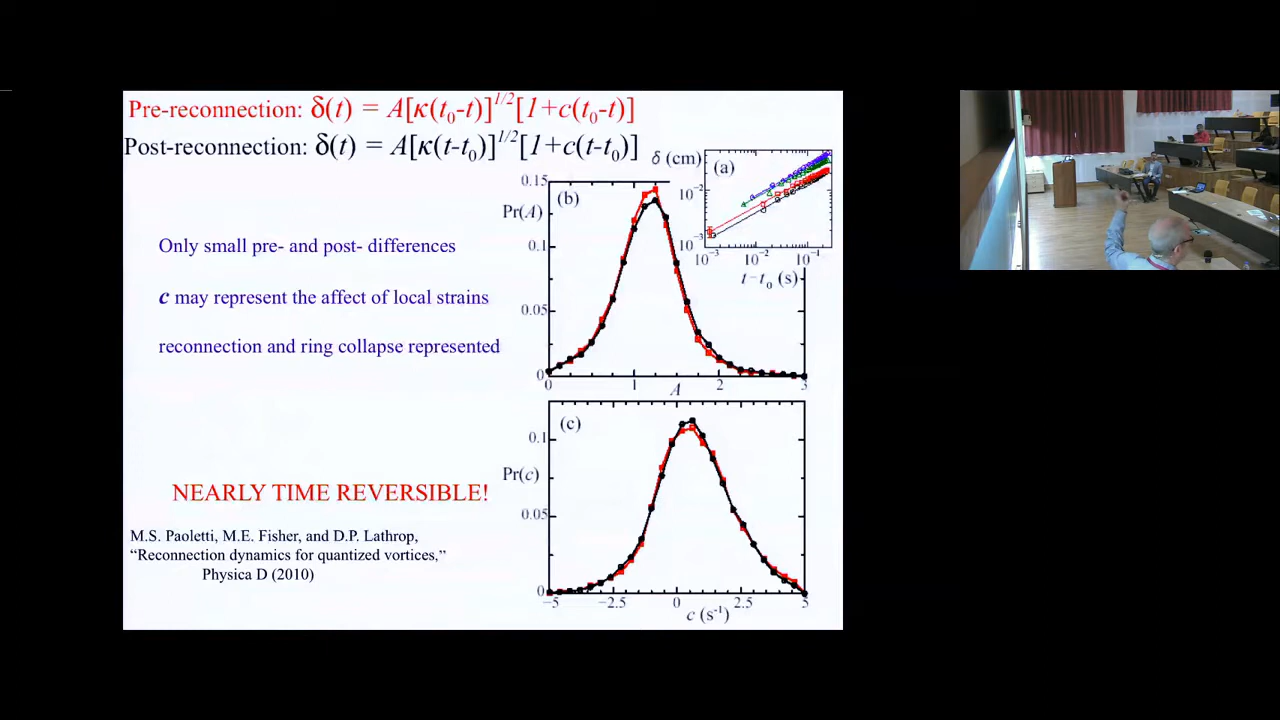 Pre-reconnection: δ(t) = A[κ(t₀-t)]^1/2[1+c(t₀-t)]
Post-reconnection: δ(t) = A[κ(t-t₀)]^1/2[1+c(t-t₀)]
Only small pre- and post- differences
c may represent the affect of local strains
reconnection and ring collapse represented
NEARLY TIME REVERSIBLE!
M.S. Paoletti, M.E. Fisher, and D.P. Lathrop,
“Reconnection dynamics for quantized vortices,”
Physica D (2010)
δ (cm)
(a)
10⁻²
10⁻³
10⁻³ 10⁻² 10⁻¹
t-t₀ (s)
0.15
(b)
Pr(A)
0.1
0.05
0
0 1 2 3
A
(c)
0.1
Pr(c)
0.05
0
−5 −2.5 0 2.5 5
c (s⁻¹)